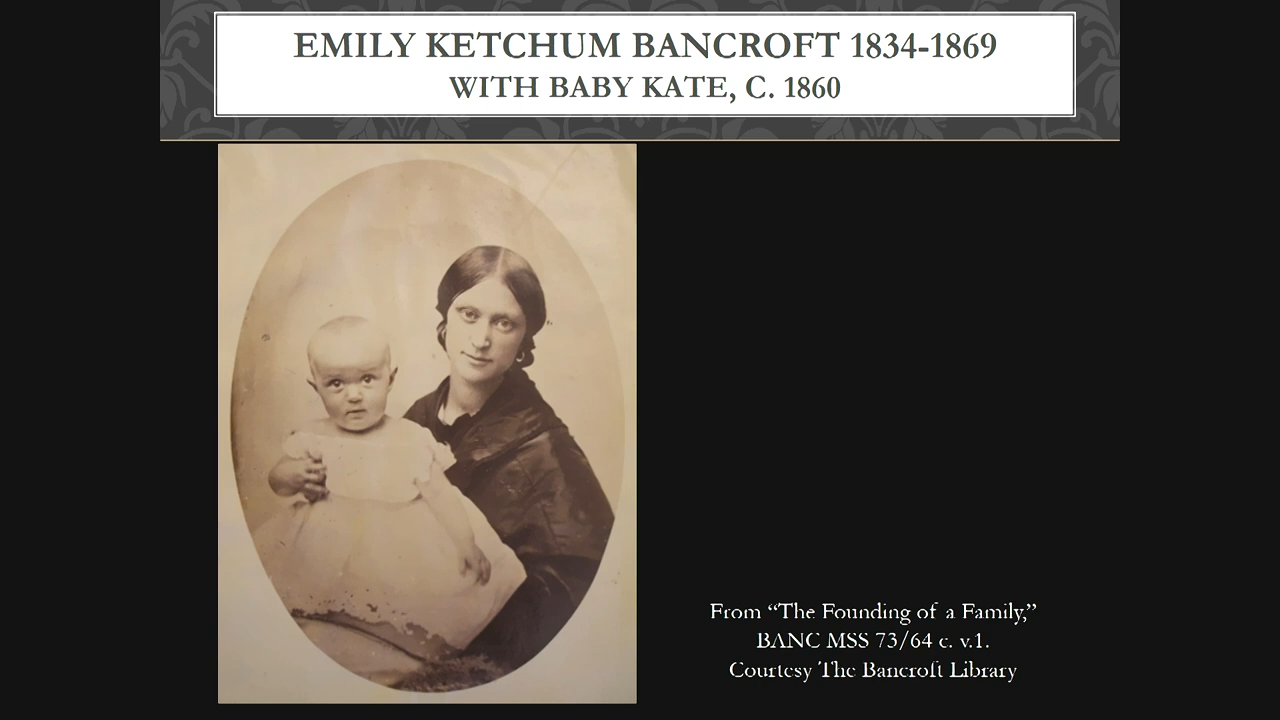 EMILY KETCHUM BANCROFT 1834-1869
WITH BABY KATE, C. 1860
From “The Founding of a Family,”
BANC MSS 73/64 c. v.1.
Courtesy The Bancroft Library